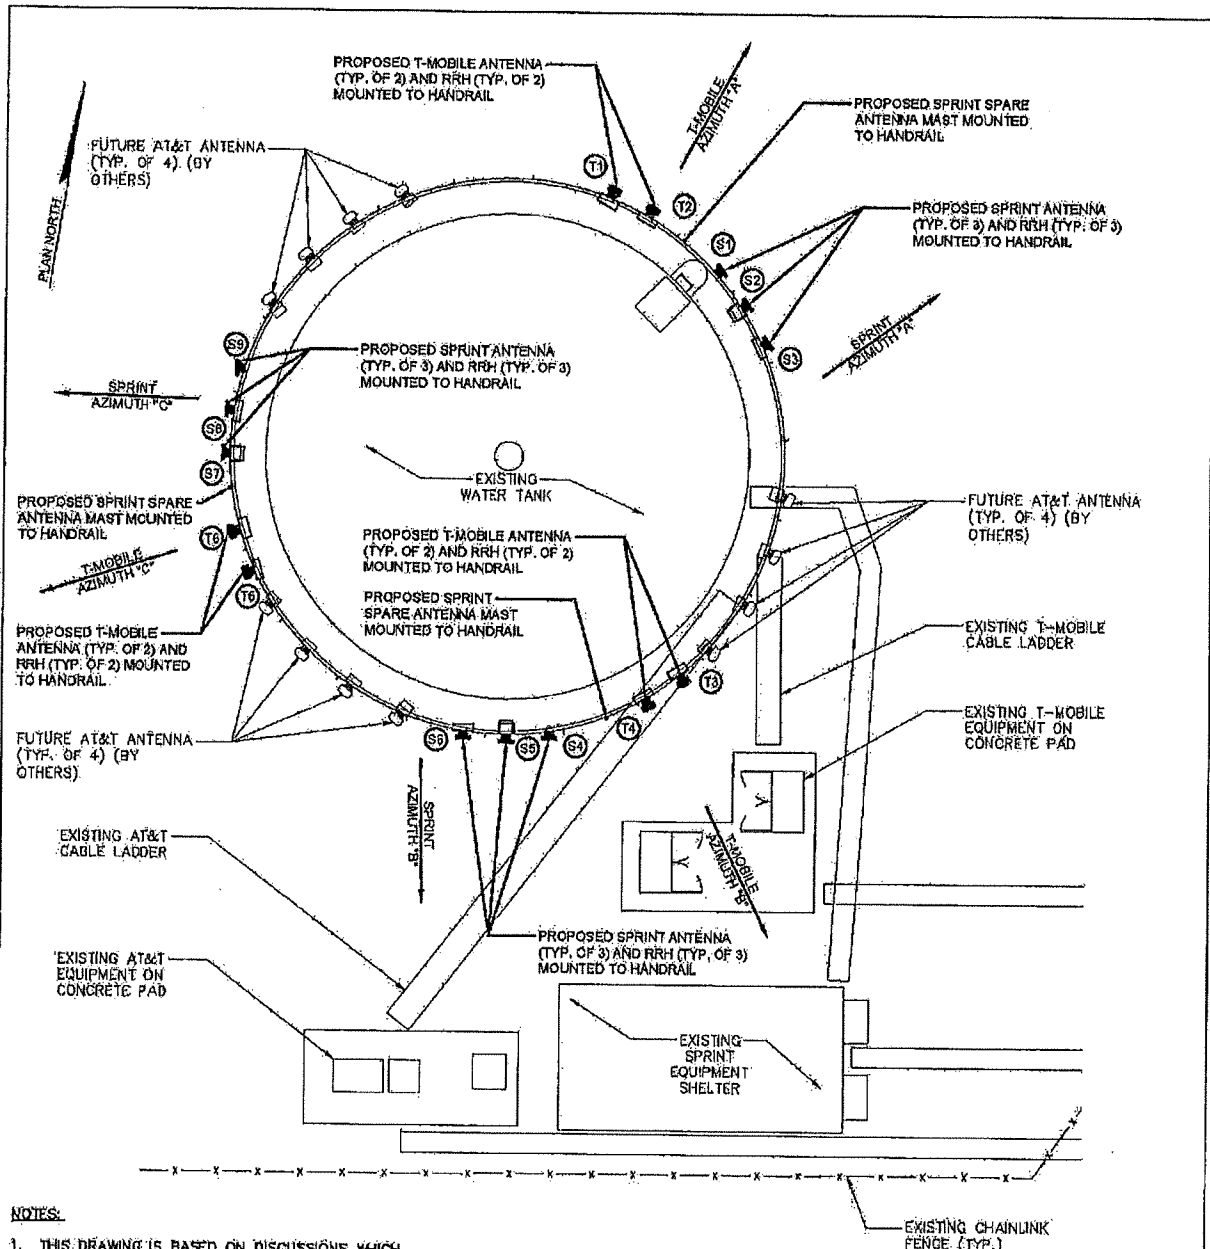 PROPOSED T-MOBILE ANTENNA
(TYP. OF 2) AND RRH (TYP. OF 2)
MOUNTED TO HANDRAIL
T-MOBILE
AZIMUTH "A"
PROPOSED SPRINT SPARE
ANTENNA MAST MOUNTED
TO HANDRAIL
FUTURE AT&T ANTENNA
(TYP. OF 4) (BY
OTHERS)
PLAN NORTH
T1
T2
S1
S2
S3
PROPOSED SPRINT ANTENNA
(TYP. OF 3) AND RRH (TYP. OF 3)
MOUNTED TO HANDRAIL
SPRINT
AZIMUTH "A"
S9
PROPOSED SPRINT ANTENNA
(TYP. OF 3) AND RRH (TYP. OF 3)
MOUNTED TO HANDRAIL
SPRINT
AZIMUTH "C"
S8
S7
EXISTING
WATER TANK
PROPOSED SPRINT SPARE
ANTENNA MAST MOUNTED
TO HANDRAIL
FUTURE AT&T ANTENNA
(TYP. OF 4) (BY
OTHERS)
T6
PROPOSED T-MOBILE ANTENNA
(TYP. OF 2) AND RRH (TYP. OF 2)
MOUNTED TO HANDRAIL
T-MOBILE
AZIMUTH "C"
T6
PROPOSED SPRINT
SPARE ANTENNA MAST
MOUNTED TO HANDRAIL
PROPOSED T-MOBILE
ANTENNA (TYP. OF 2) AND
RRH (TYP. OF 2) MOUNTED
TO HANDRAIL
EXISTING T-MOBILE
CABLE LADDER
T3
T4
S4
S5
S6
EXISTING T-MOBILE
EQUIPMENT ON
CONCRETE PAD
FUTURE AT&T ANTENNA
(TYP. OF 4) (BY
OTHERS)
SPRINT
AZIMUTH "B"
EXISTING AT&T
CABLE LADDER
T-MOBILE
AZIMUTH "B"
PROPOSED SPRINT ANTENNA
(TYP. OF 3) AND RRH (TYP. OF 3)
MOUNTED TO HANDRAIL
EXISTING AT&T
EQUIPMENT ON
CONCRETE PAD
EXISTING
SPRINT
EQUIPMENT
SHELTER
NOTES:
EXISTING CHAINLINK
FENCE (TYP.)
1. THIS DRAWING IS BASED ON DISCUSSIONS WHICH